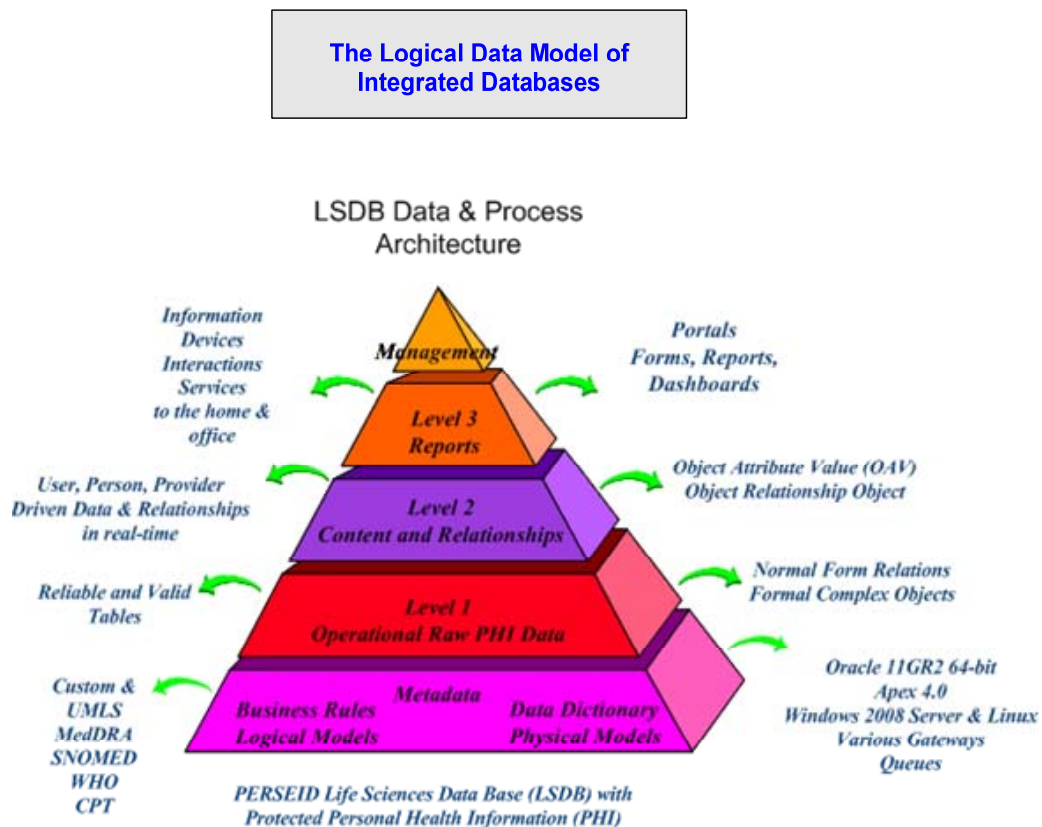 The Logical Data Model of
Integrated Databases
LSDB Data & Process
Architecture
Information
Devices
Interactions
Services
to the home &
office
Management
Portals
Forms, Reports,
Dashboards
Level 3
Reports
User, Person, Provider
Driven Data & Relationships
in real-time
Level 2
Content and Relationships
Object Attribute Value (OAV)
Object Relationship Object
Reliable and Valid
Tables
Level 1
Operational Raw PHI Data
Normal Form Relations
Formal Complex Objects
Custom &
UMLS
MedDRA
SNOMED
WHO
CPT
Metadata
Business Rules
Logical Models
Data Dictionary
Physical Models
Oracle 11GR2 64-bit
Apex 4.0
Windows 2008 Server & Linux
Various Gateways
Queues
PERSEID Life Sciences Data Base (LSDB) with
Protected Personal Health Information (PHI)